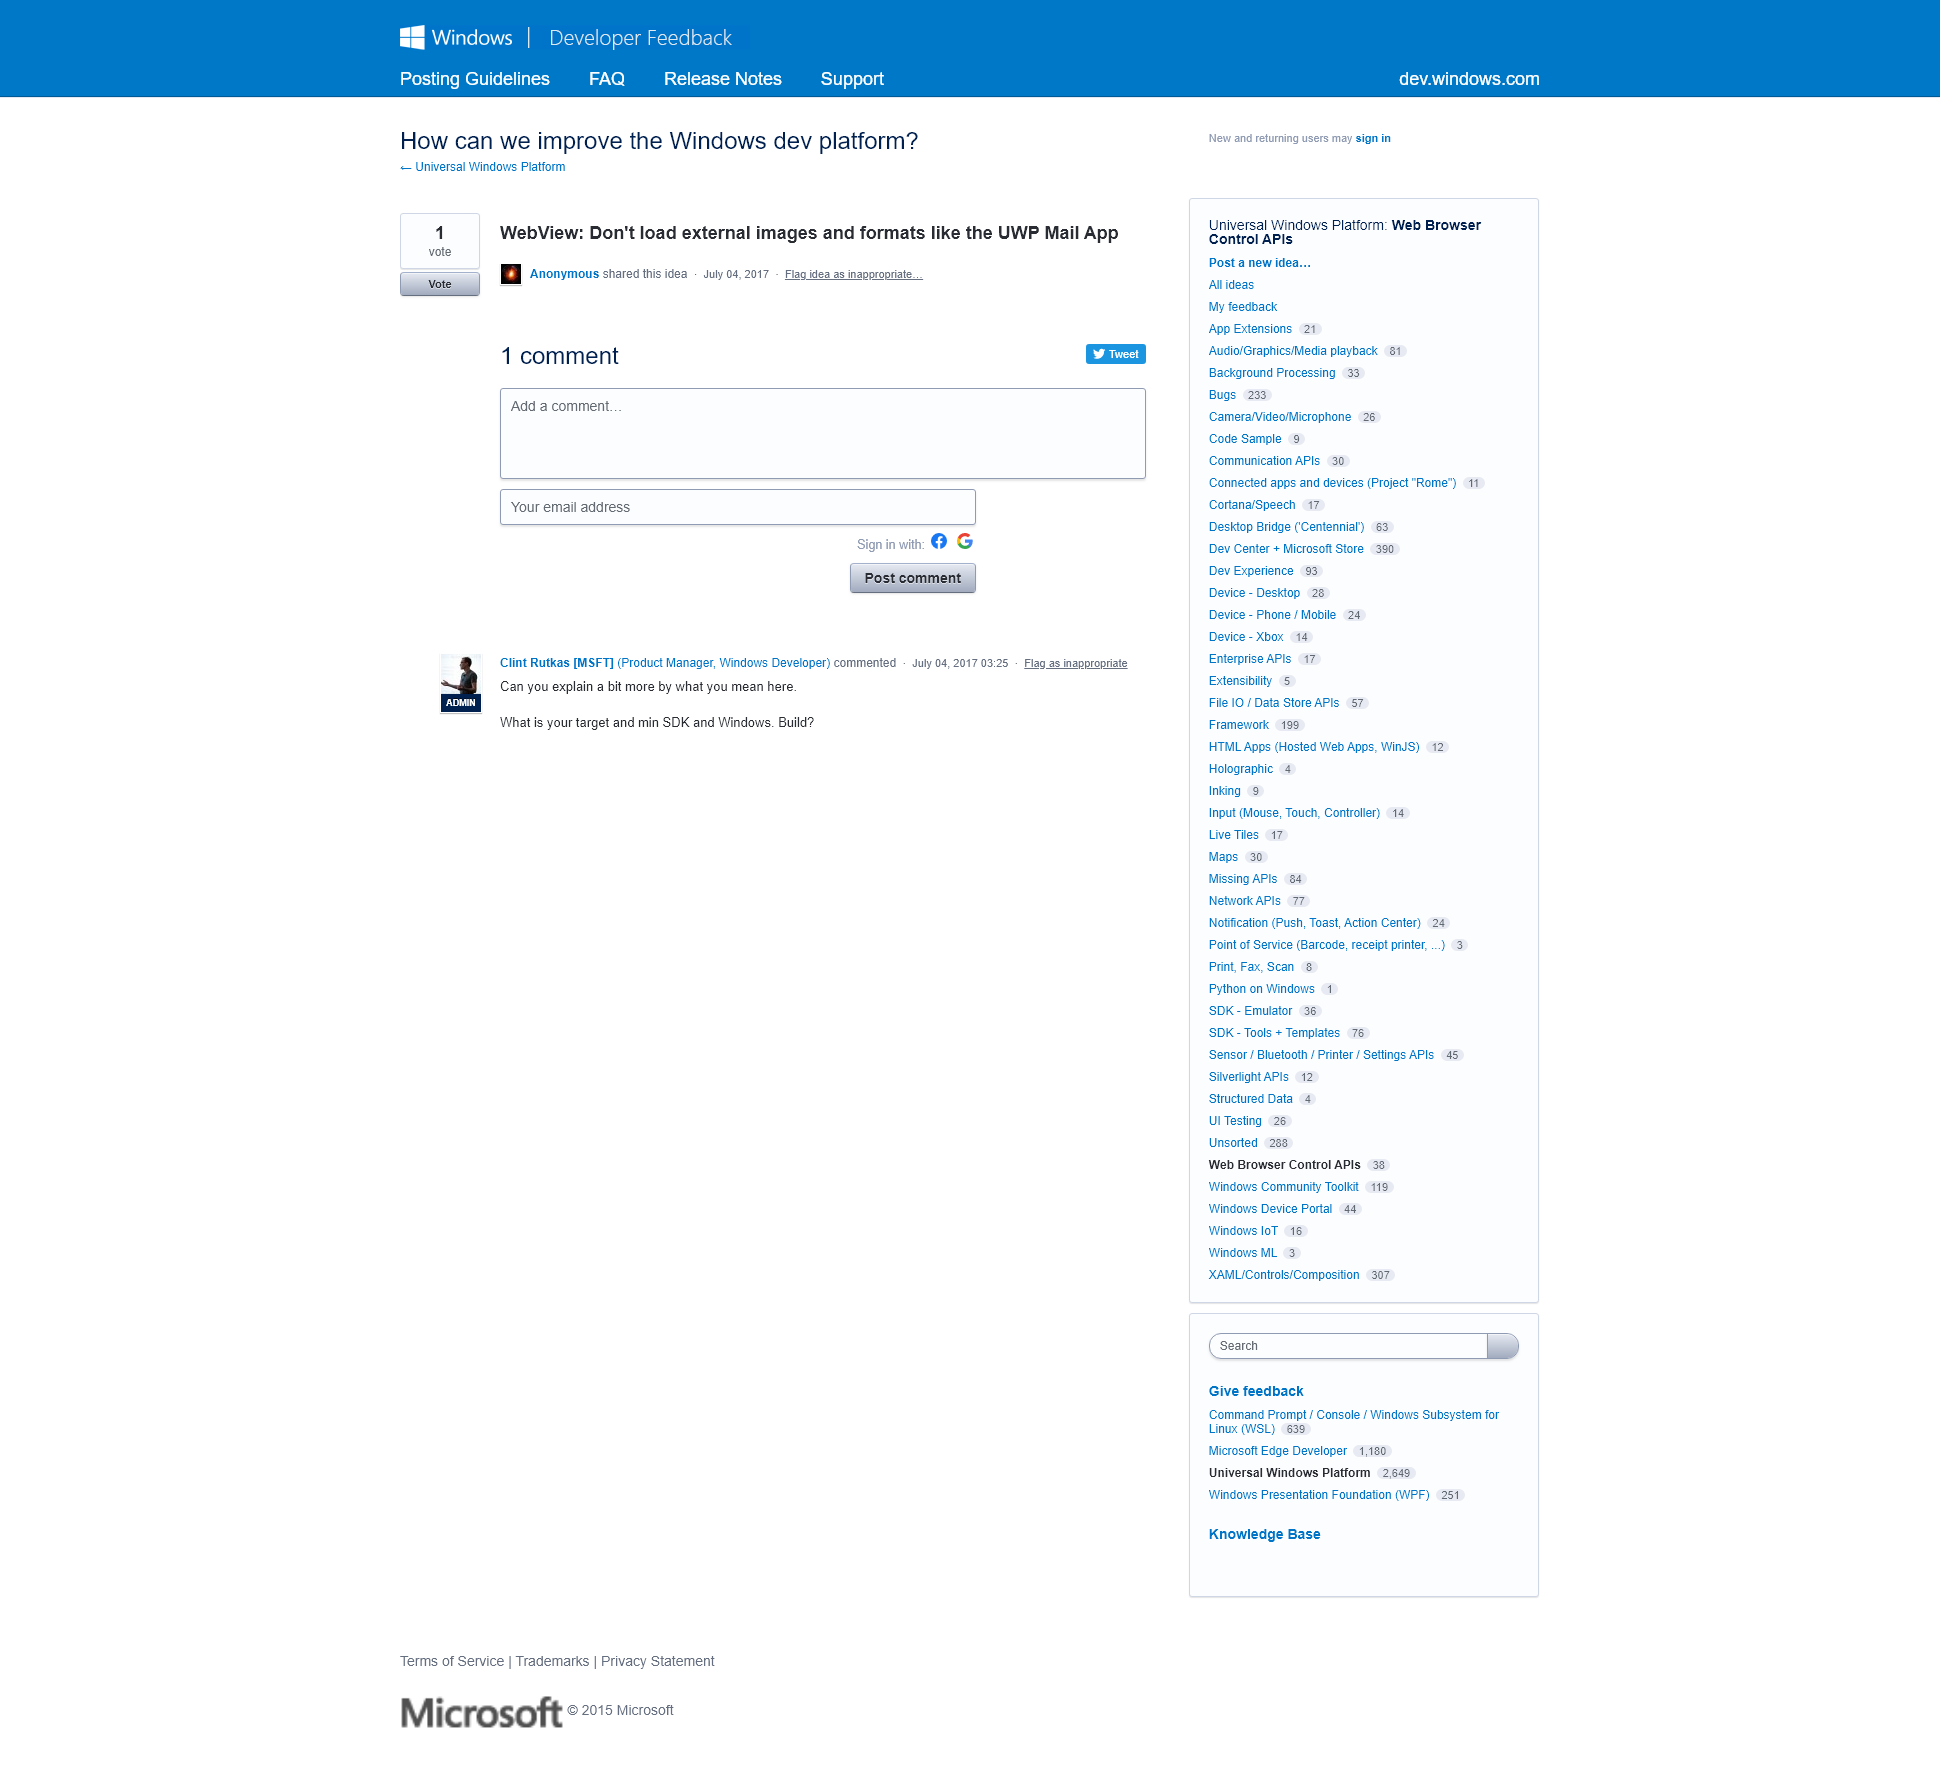 Windows | Developer Feedback
Posting Guidelines FAQ Release Notes Support dev.windows.com
How can we improve the Windows dev platform?
← Universal Windows Platform
New and returning users may sign in
1
vote
Vote
WebView: Don't load external images and formats like the UWP Mail App
Anonymous shared this idea · July 04, 2017 · Flag idea as inappropriate…
1 comment
Tweet
Add a comment…
Your email address
Sign in with:
Post comment
ADMIN
Clint Rutkas [MSFT] (Product Manager, Windows Developer) commented · July 04, 2017 03:25 · Flag as inappropriate
Can you explain a bit more by what you mean here.
What is your target and min SDK and Windows. Build?
Universal Windows Platform: Web Browser
Control APIs
Post a new idea…
All ideas
My feedback
App Extensions 21
Audio/Graphics/Media playback 81
Background Processing 33
Bugs 233
Camera/Video/Microphone 26
Code Sample 9
Communication APIs 30
Connected apps and devices (Project "Rome") 11
Cortana/Speech 17
Desktop Bridge ('Centennial') 63
Dev Center + Microsoft Store 390
Dev Experience 93
Device - Desktop 28
Device - Phone / Mobile 24
Device - Xbox 14
Enterprise APIs 17
Extensibility 5
File IO / Data Store APIs 57
Framework 199
HTML Apps (Hosted Web Apps, WinJS) 12
Holographic 4
Inking 9
Input (Mouse, Touch, Controller) 14
Live Tiles 17
Maps 30
Missing APIs 84
Network APIs 77
Notification (Push, Toast, Action Center) 24
Point of Service (Barcode, receipt printer, ...) 3
Print, Fax, Scan 8
Python on Windows 1
SDK - Emulator 36
SDK - Tools + Templates 76
Sensor / Bluetooth / Printer / Settings APIs 45
Silverlight APIs 12
Structured Data 4
UI Testing 26
Unsorted 288
Web Browser Control APIs 38
Windows Community Toolkit 119
Windows Device Portal 44
Windows IoT 16
Windows ML 3
XAML/Controls/Composition 307
Search
Give feedback
Command Prompt / Console / Windows Subsystem for
Linux (WSL) 639
Microsoft Edge Developer 1,180
Universal Windows Platform 2,649
Windows Presentation Foundation (WPF) 251
Knowledge Base
Terms of Service | Trademarks | Privacy Statement
Microsoft © 2015 Microsoft